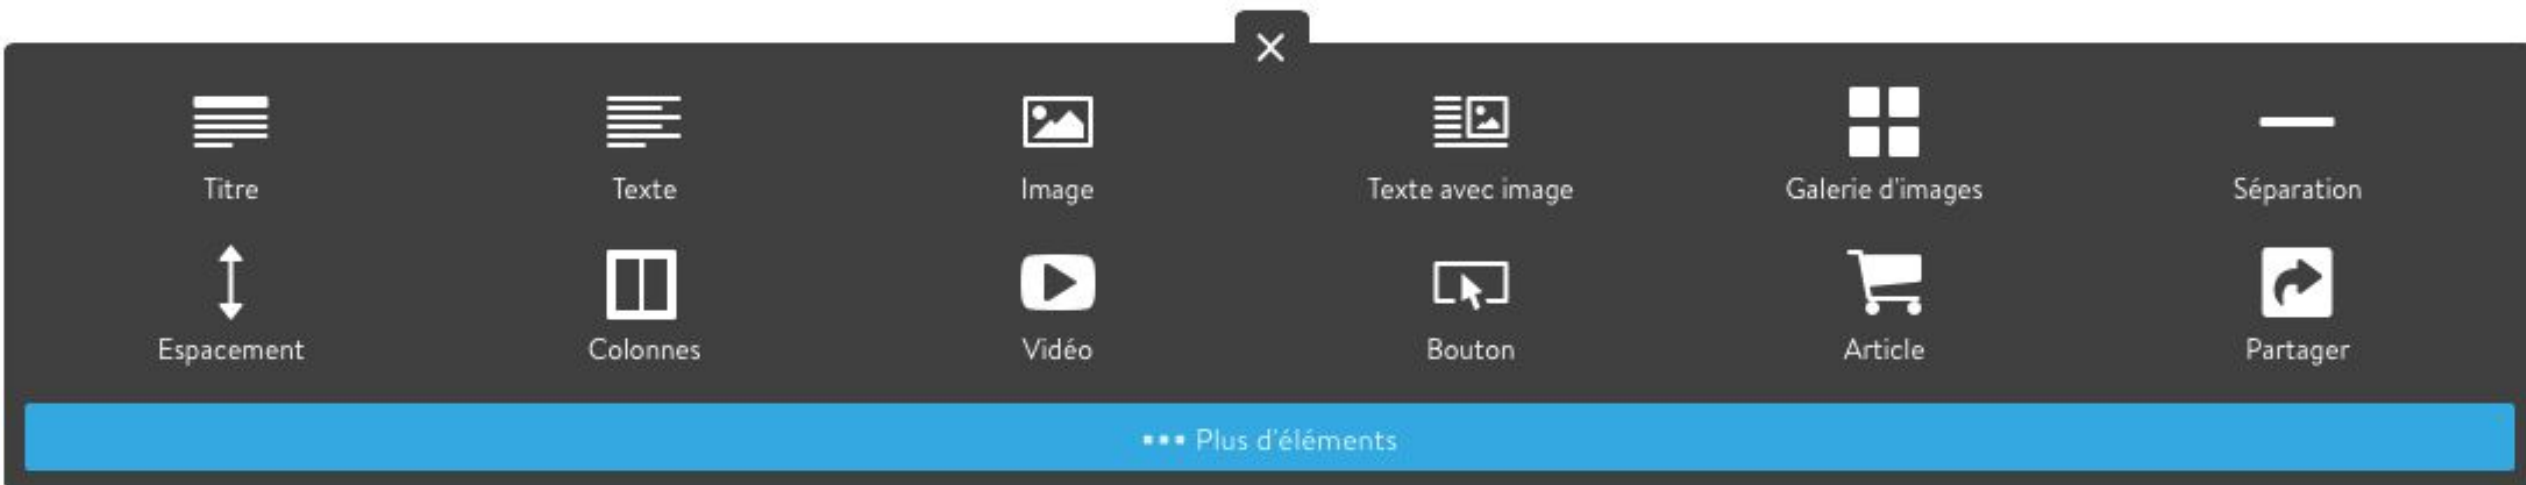 Titre
Texte
Image
Texte avec image
Galerie d'images
Séparation
Espacement
Colonnes
Vidéo
Bouton
Article
Partager
Plus d'éléments